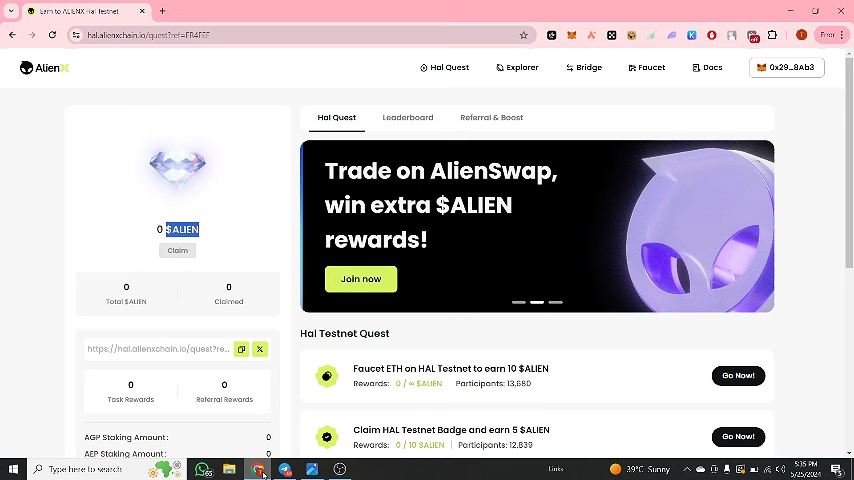 Earn to ALIENX Hal Testnet
hal.alienxchain.io/quest?ref=FR4FEF
Error
AlienX
Hal Quest
Explorer
Bridge
Faucet
Docs
0x29...8Ab3
0 $ALIEN
Claim
0
Total $ALIEN
0
Claimed
https://hal.alienxchain.io/quest?re...
0
Task Rewards
0
Referral Rewards
AGP Staking Amount: 0
AEP Staking Amount: 0
Hal Quest
Leaderboard
Referral & Boost
Trade on AlienSwap,
win extra $ALIEN
rewards!
Join now
Hal Testnet Quest
Faucet ETH on HAL Testnet to earn 10 $ALIEN
Rewards: 0 / ∞ $ALIEN Participants: 13,680
Go Now!
Claim HAL Testnet Badge and earn 5 $ALIEN
Rewards: 0 / 10 $ALIEN Participants: 12,839
Go Now!
Type here to search
65
Links
39°C Sunny
5:35 PM
5/25/2024